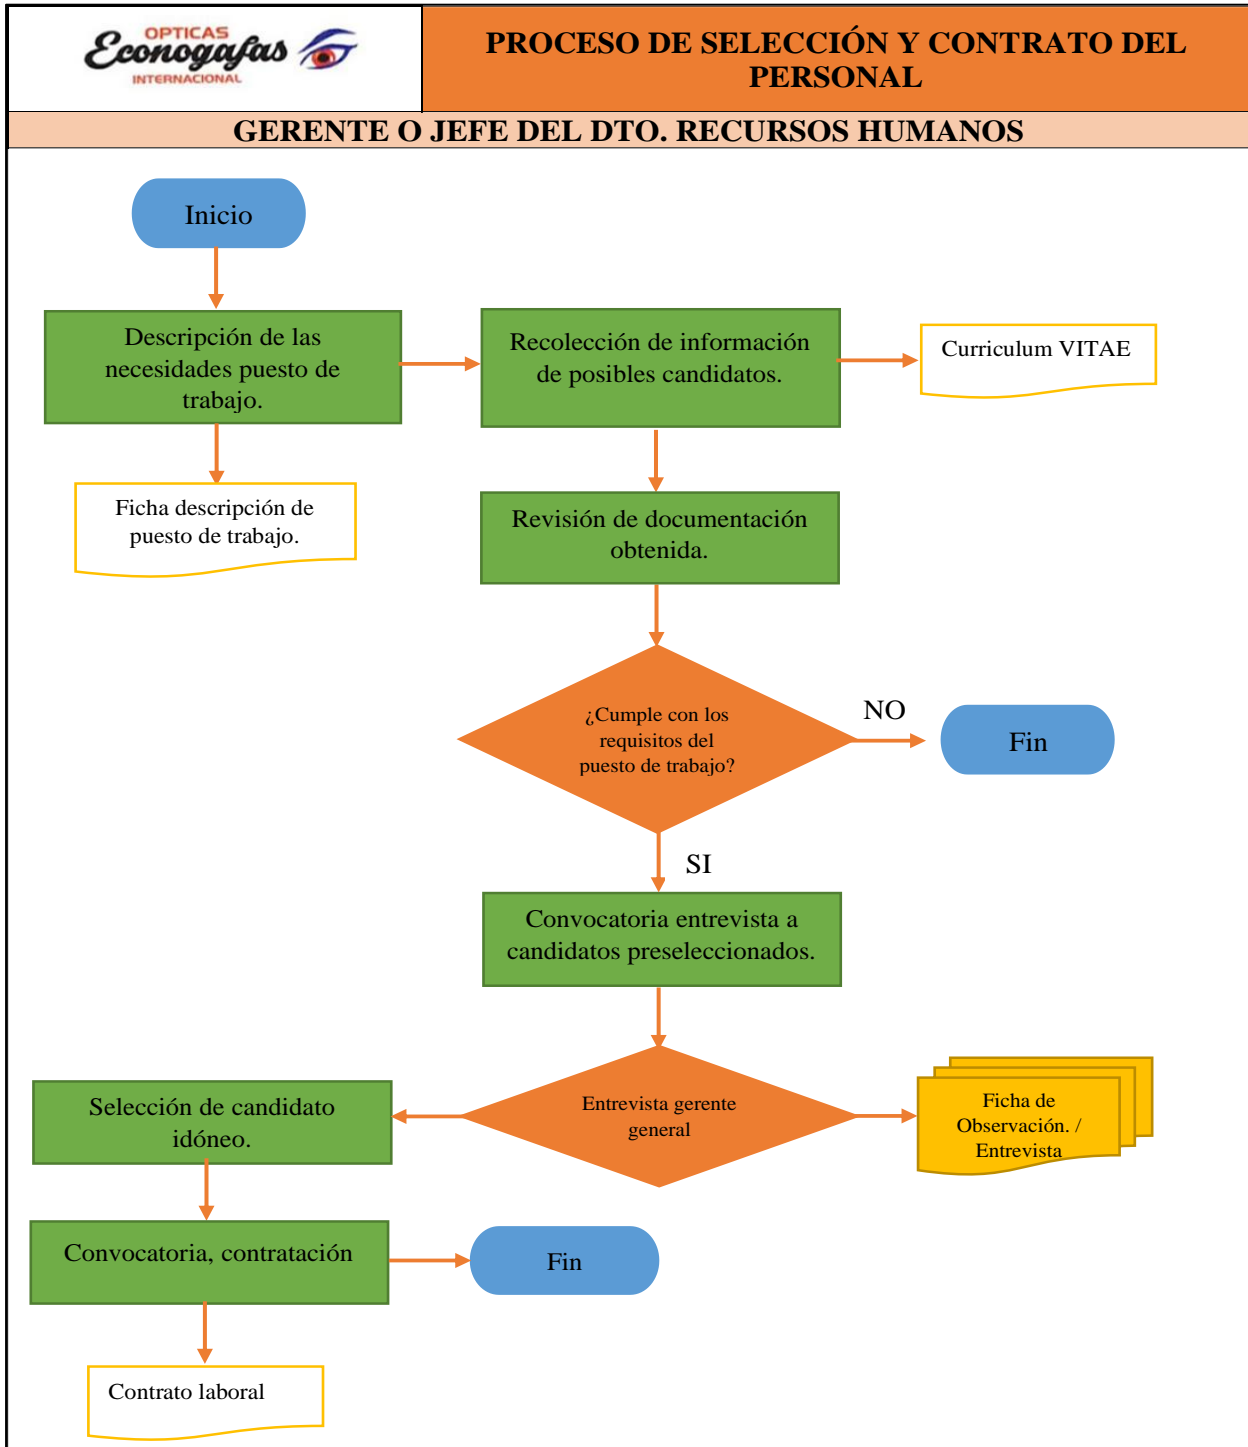 OPTICAS
Econogafas
INTERNACIONAL
PROCESO DE SELECCIÓN Y CONTRATO DEL
PERSONAL
GERENTE O JEFE DEL DTO. RECURSOS HUMANOS
Inicio
Descripción de las
necesidades puesto de
trabajo.
Recolección de información
de posibles candidatos.
Curriculum VITAE
Ficha descripción de
puesto de trabajo.
Revisión de documentación
obtenida.
¿Cumple con los
requisitos del
puesto de trabajo?
NO
Fin
SI
Convocatoria entrevista a
candidatos preseleccionados.
Selección de candidato
idóneo.
Entrevista gerente
general
Ficha de
Observación. /
Entrevista
Convocatoria, contratación
Fin
Contrato laboral